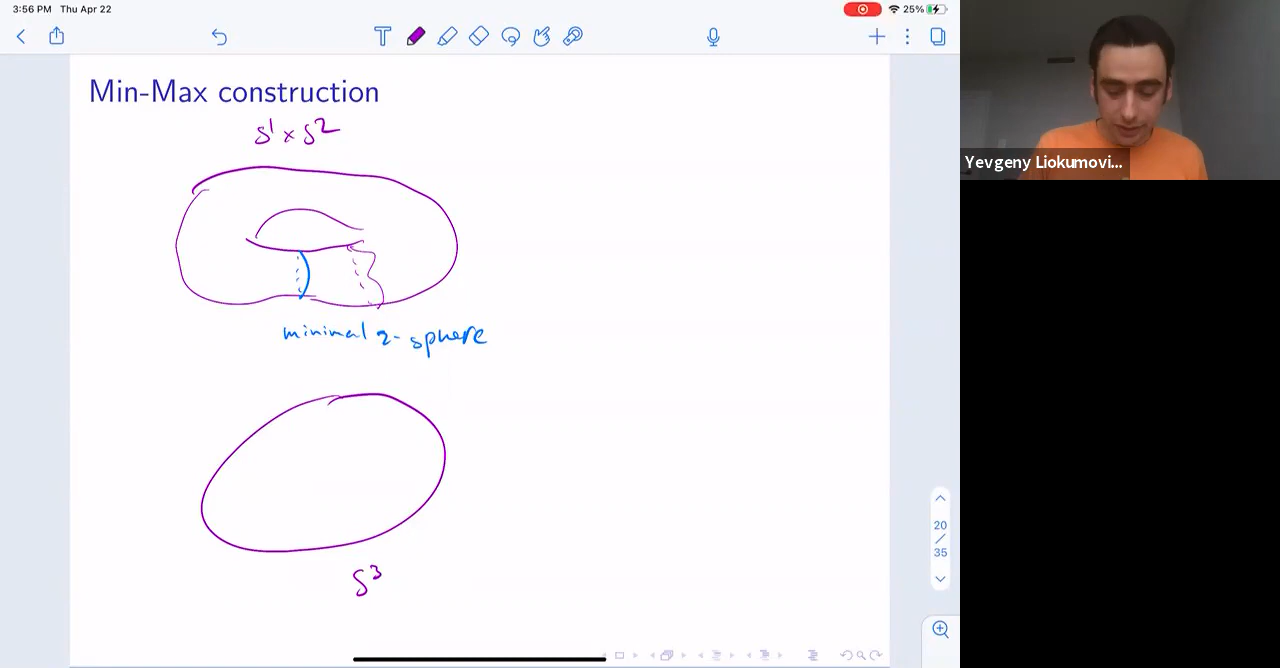 3:56 PM Thu Apr 22
25%
Min-Max construction
S¹ × S²
minimal 2-sphere
S³
20
35
Yevgeny Liokumovi...